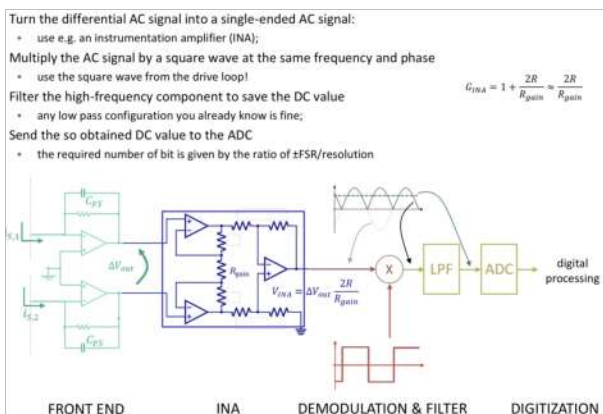 Turn the differential AC signal into a single-ended AC signal:
• use e.g. an instrumentation amplifier (INA);
Multiply the AC signal by a square wave at the same frequency and phase
• use the square wave from the drive loop!
Filter the high-frequency component to save the DC value
• any low pass configuration you already know is fine;
Send the so obtained DC value to the ADC
• the required number of bit is given by the ratio of ±FSR/resolution
G_INA = 1 + 2R/R_gain ≈ 2R/R_gain
C_FS
i_S,1
ΔV_out
R_gain
X
LPF
ADC
digital
processing
V_INA = ΔV_out 2R/R_gain
i_S,2
C_FS
FRONT END
INA
DEMODULATION & FILTER
DIGITIZATION